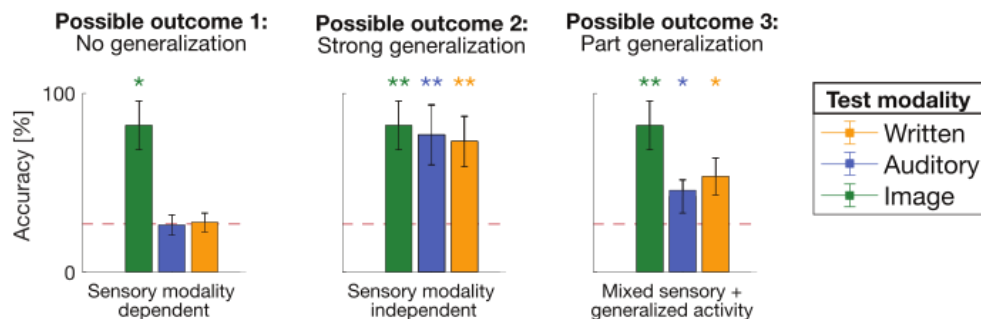 Possible outcome 1:
No generalization
Possible outcome 2:
Strong generalization
Possible outcome 3:
Part generalization
*
** ** **
** * *
100
0
Accuracy [%]
Sensory modality
dependent
Sensory modality
independent
Mixed sensory +
generalized activity
Test modality
Written
Auditory
Image